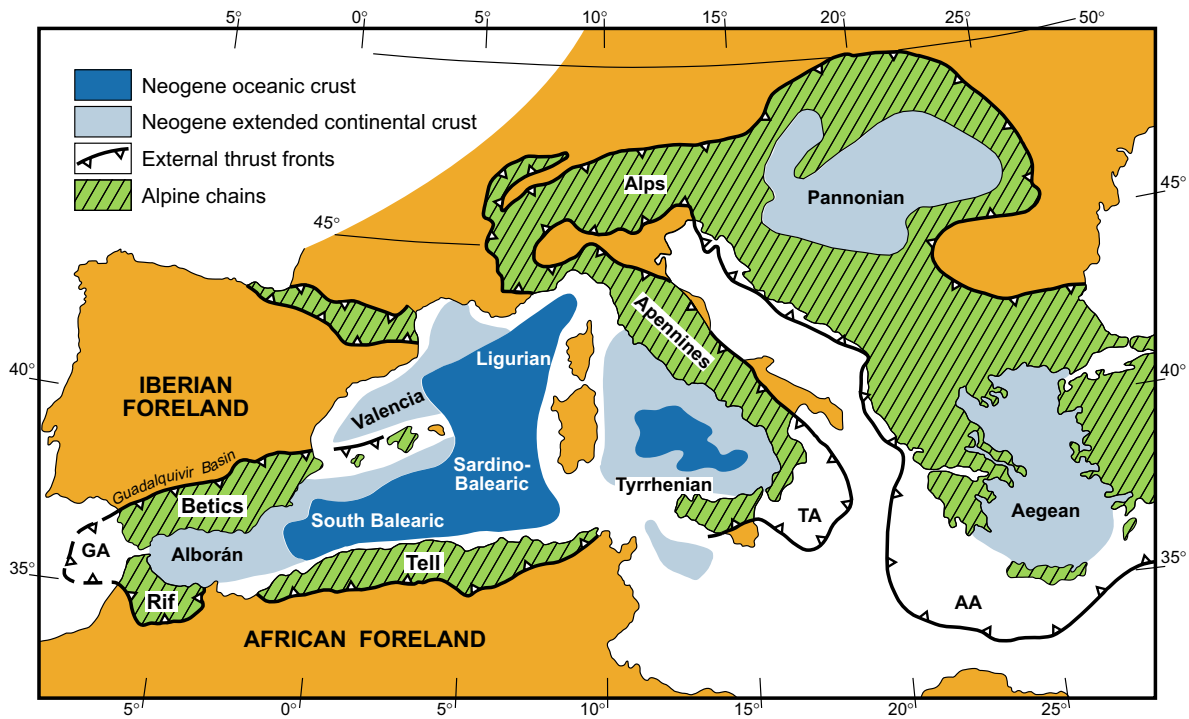 5° 0° 5° 10° 15° 20° 25° 50°
Neogene oceanic crust
Neogene extended continental crust
External thrust fronts
Alpine chains
Alps
Pannonian
45°
45°
Apennines
Ligurian
40°
40°
IBERIAN
FORELAND
Valencia
Guadalquivir Basin
Sardino-
Balearic
Tyrrhenian
Betics
South Balearic
TA
Aegean
GA
Alborán
Tell
35°
35°
Rif
AA
AFRICAN FORELAND
5° 0° 5° 10° 15° 20° 25°